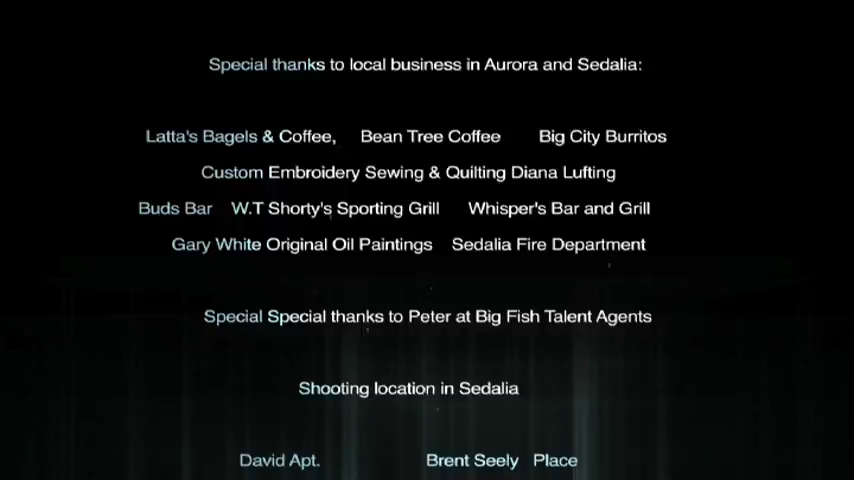 Special thanks to local business in Aurora and Sedalia:
Latta's Bagels & Coffee, Bean Tree Coffee Big City Burritos
Custom Embroidery Sewing & Quilting Diana Lufting
Buds Bar W.T Shorty's Sporting Grill Whisper's Bar and Grill
Gary White Original Oil Paintings Sedalia Fire Department
Special Special thanks to Peter at Big Fish Talent Agents
Shooting location in Sedalia
David Apt. Brent Seely Place